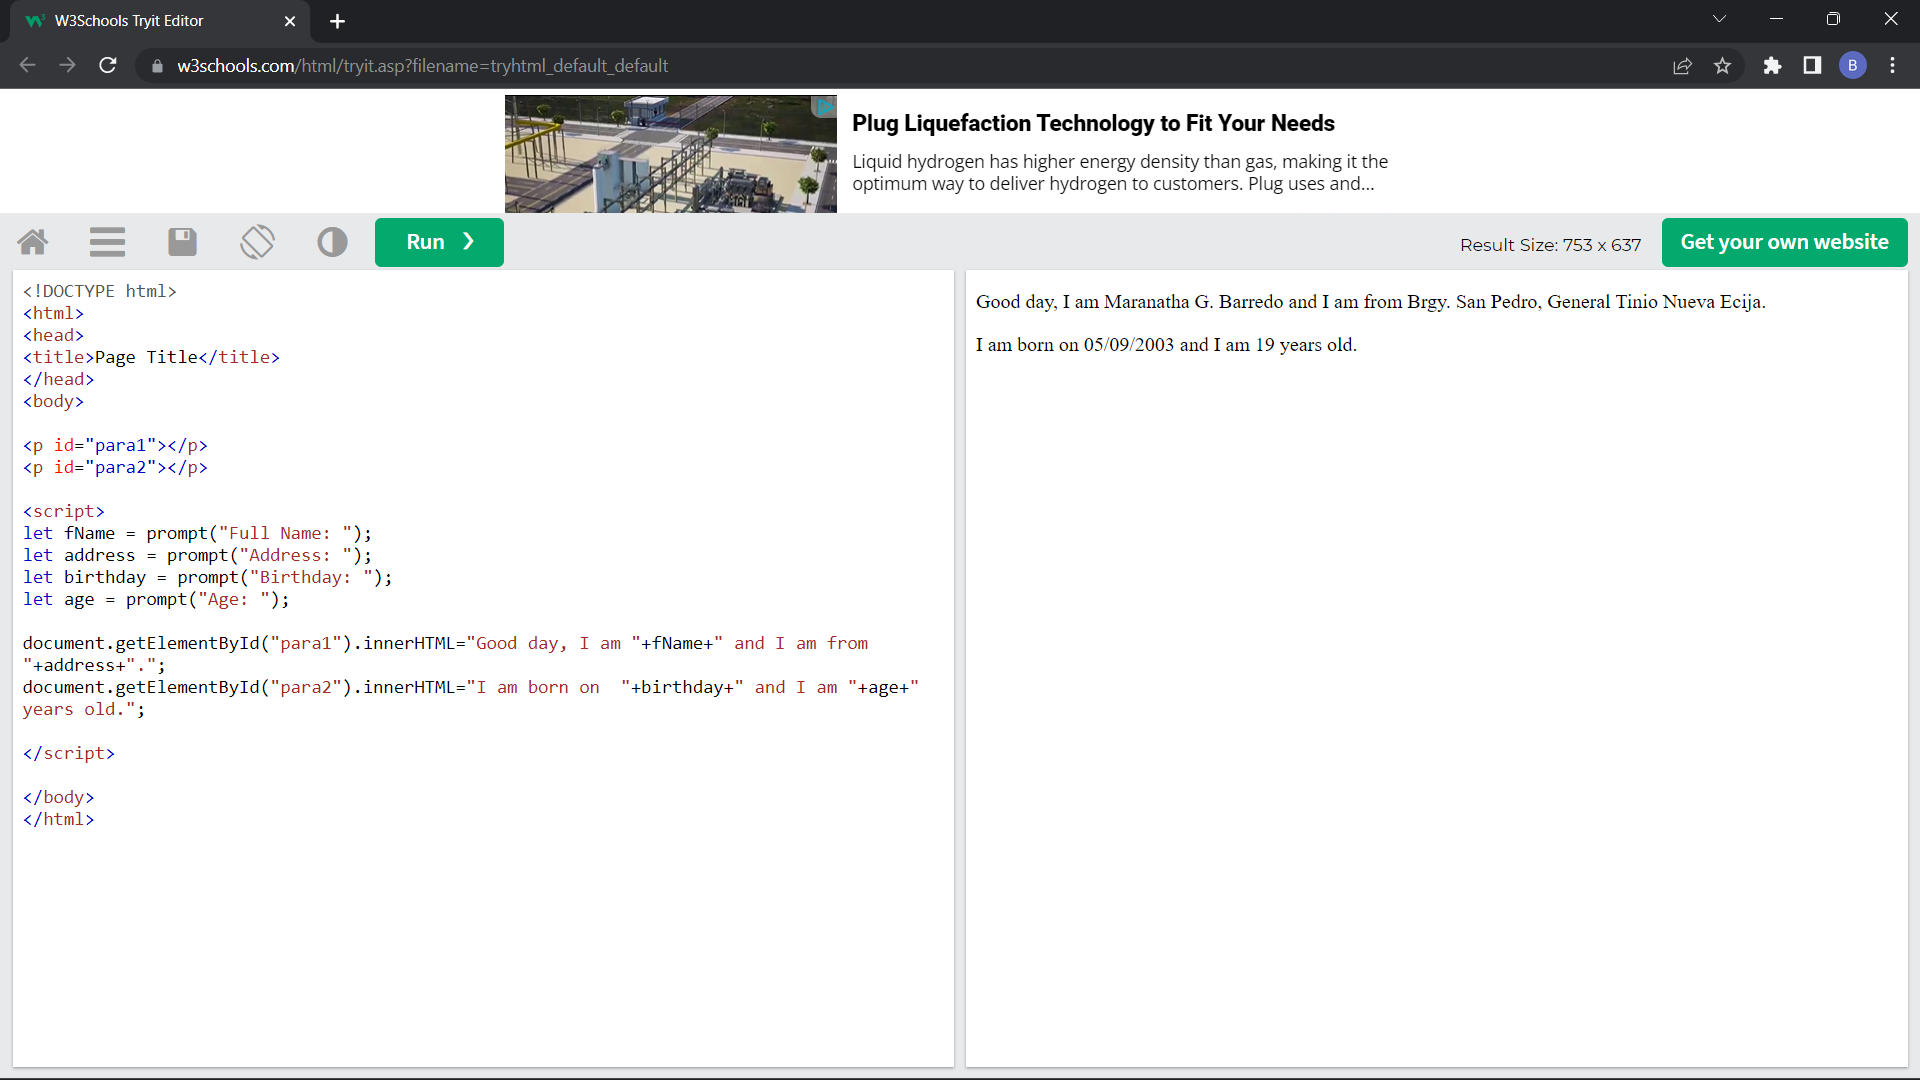 W3Schools Tryit Editor
w3schools.com/html/tryit.asp?filename=tryhtml_default_default
B
Plug Liquefaction Technology to Fit Your Needs
Liquid hydrogen has higher energy density than gas, making it the
optimum way to deliver hydrogen to customers. Plug uses and...
Run ❯
Result Size: 753 x 637
Get your own website
<!DOCTYPE html>
<html>
<head>
<title>Page Title</title>
</head>
<body>
<p id="para1"></p>
<p id="para2"></p>
<script>
let fName = prompt("Full Name: ");
let address = prompt("Address: ");
let birthday = prompt("Birthday: ");
let age = prompt("Age: ");
document.getElementById("para1").innerHTML="Good day, I am "+fName+" and I am from
"+address+".";
document.getElementById("para2").innerHTML="I am born on  "+birthday+" and I am "+age+"
years old.";
</script>
</body>
</html>
Good day, I am Maranatha G. Barredo and I am from Brgy. San Pedro, General Tinio Nueva Ecija.
I am born on 05/09/2003 and I am 19 years old.